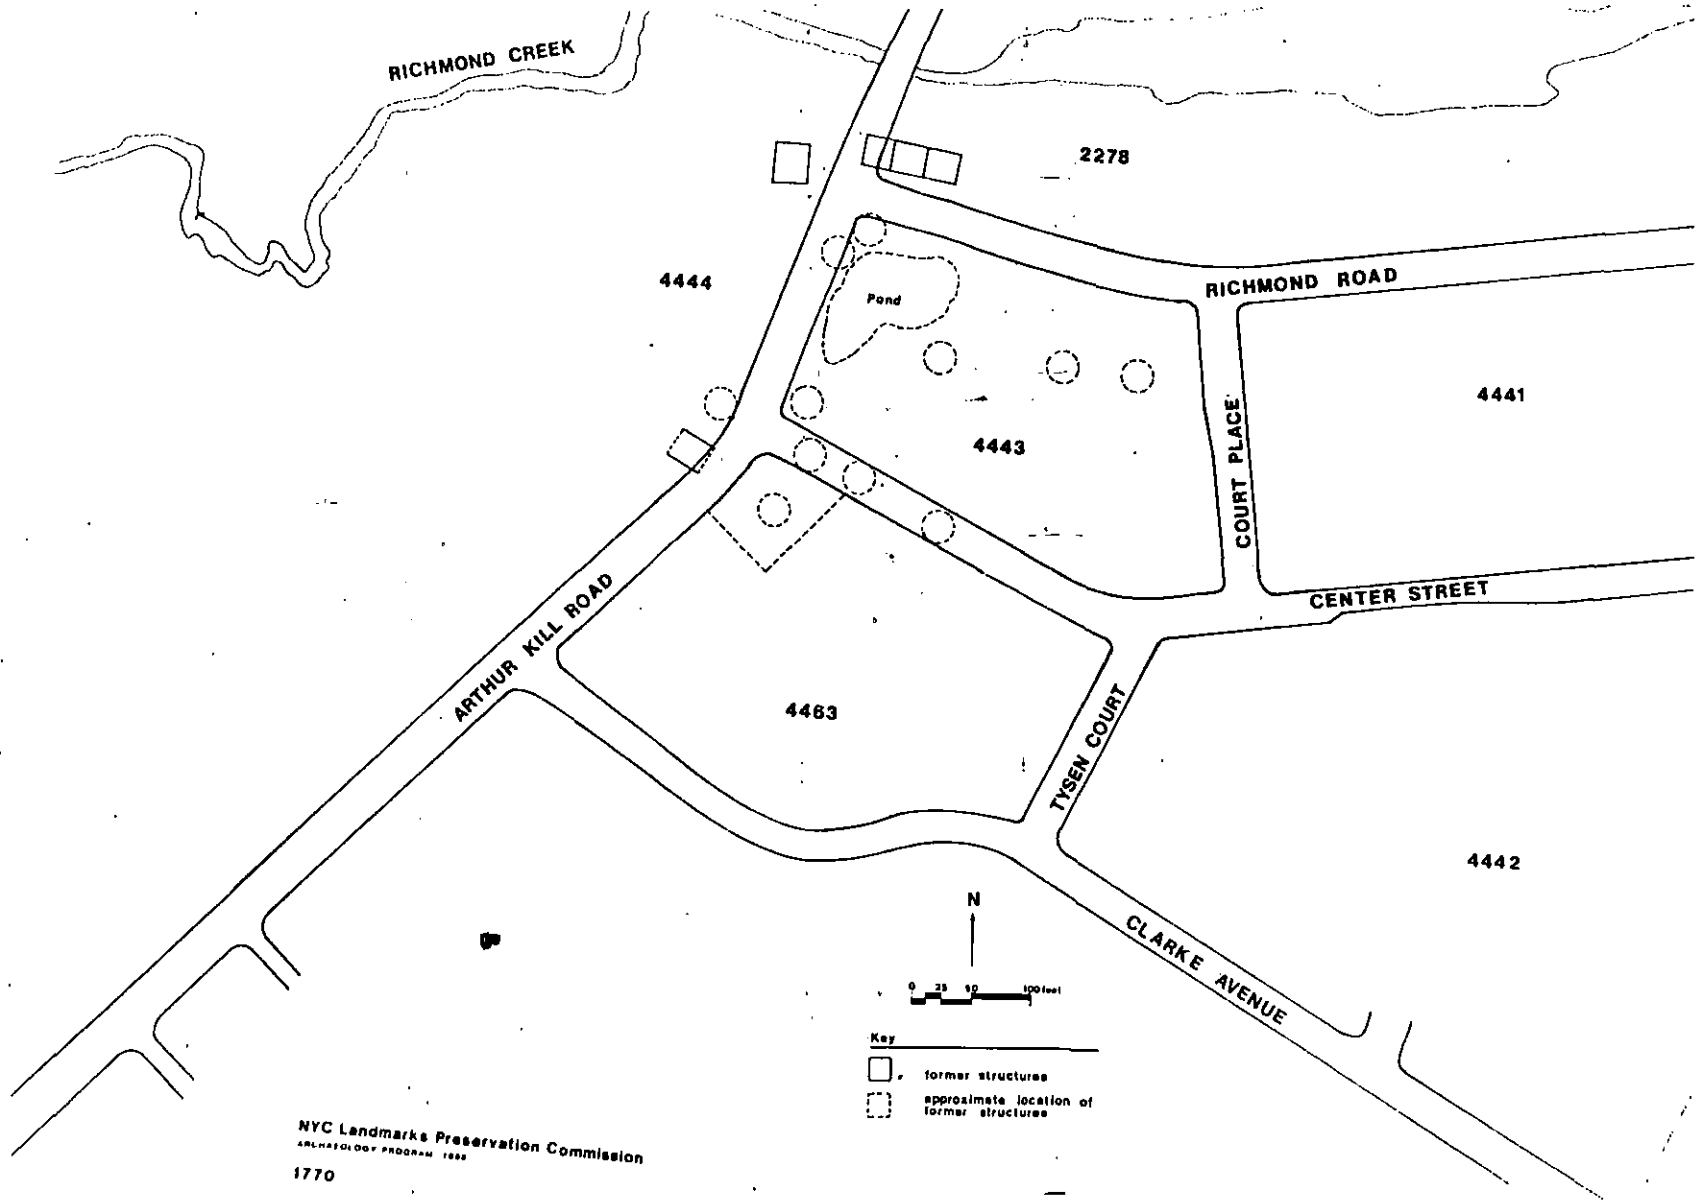 RICHMOND CREEK
2278
4444
RICHMOND ROAD
Pond
4441
COURT PLACE
4443
CENTER STREET
ARTHUR KILL ROAD
4463
TYSEN COURT
4442
N
CLARKE AVENUE
0 25 50 100 feet
Key
former structures
approximate location of
former structures
NYC Landmarks Preservation Commission
ARCHAEOLOGY PROGRAM
1770